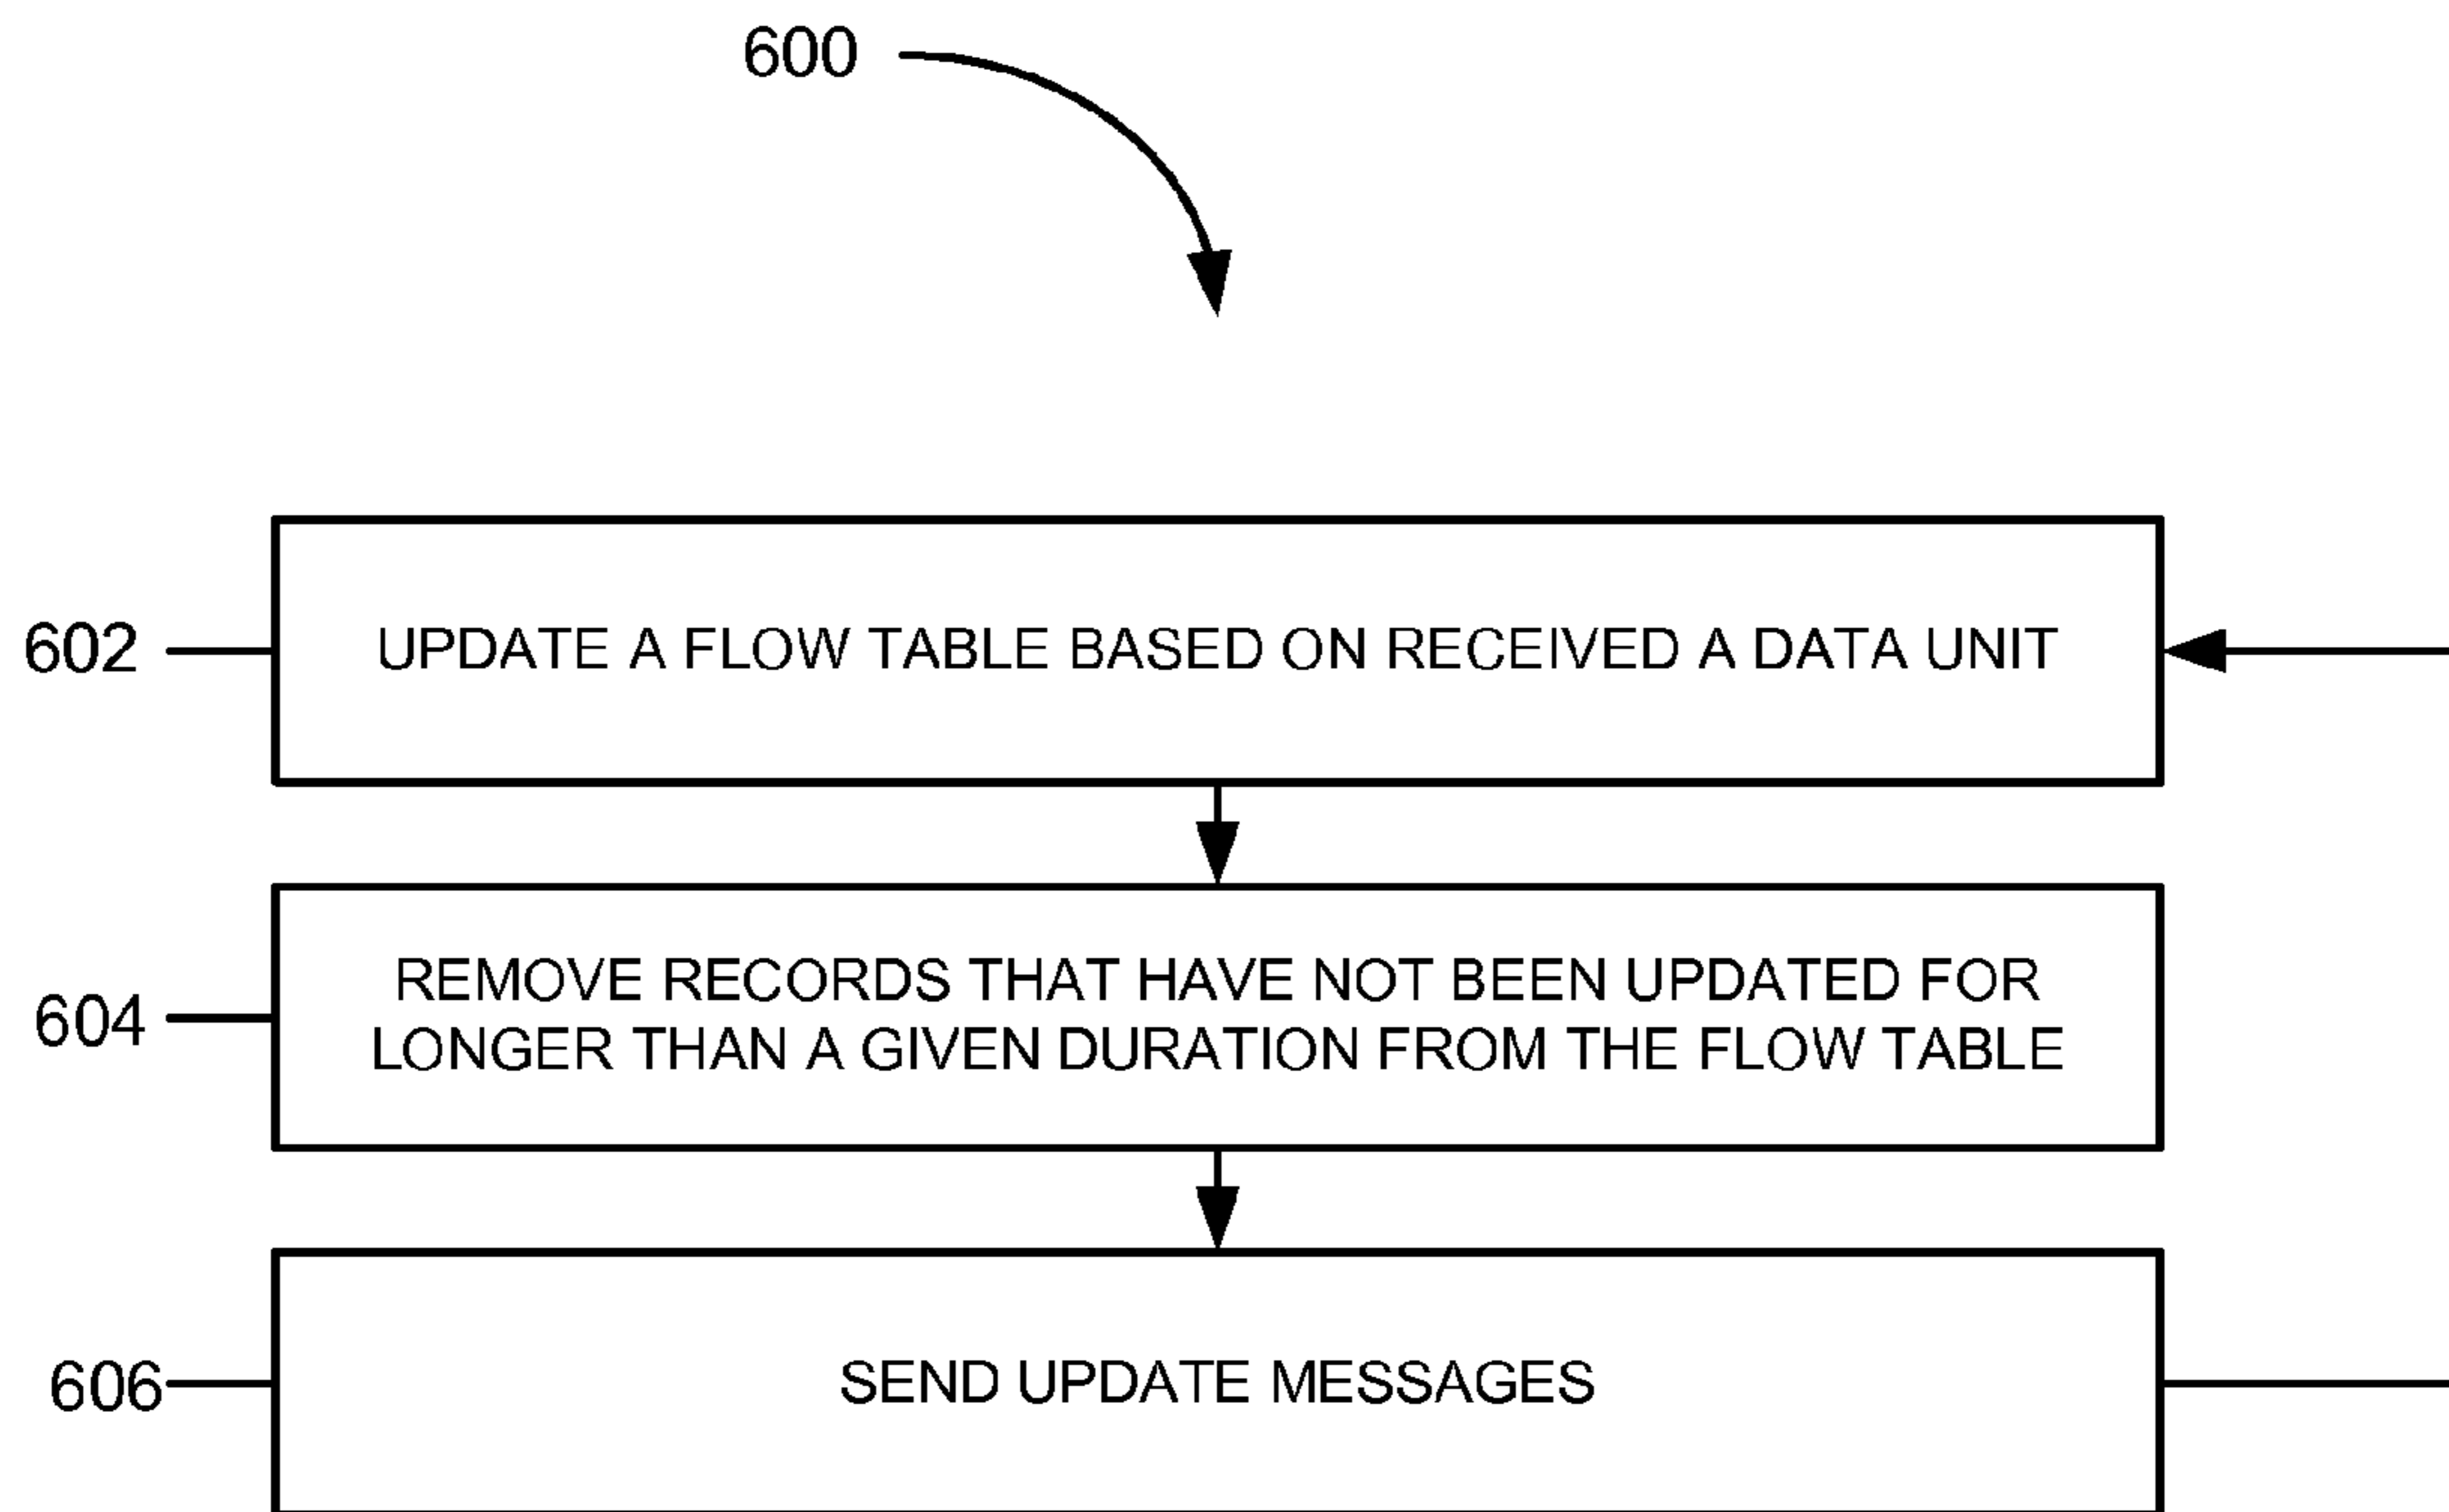 600
602
UPDATE A FLOW TABLE BASED ON RECEIVED A DATA UNIT
604
REMOVE RECORDS THAT HAVE NOT BEEN UPDATED FOR
LONGER THAN A GIVEN DURATION FROM THE FLOW TABLE
606
SEND UPDATE MESSAGES